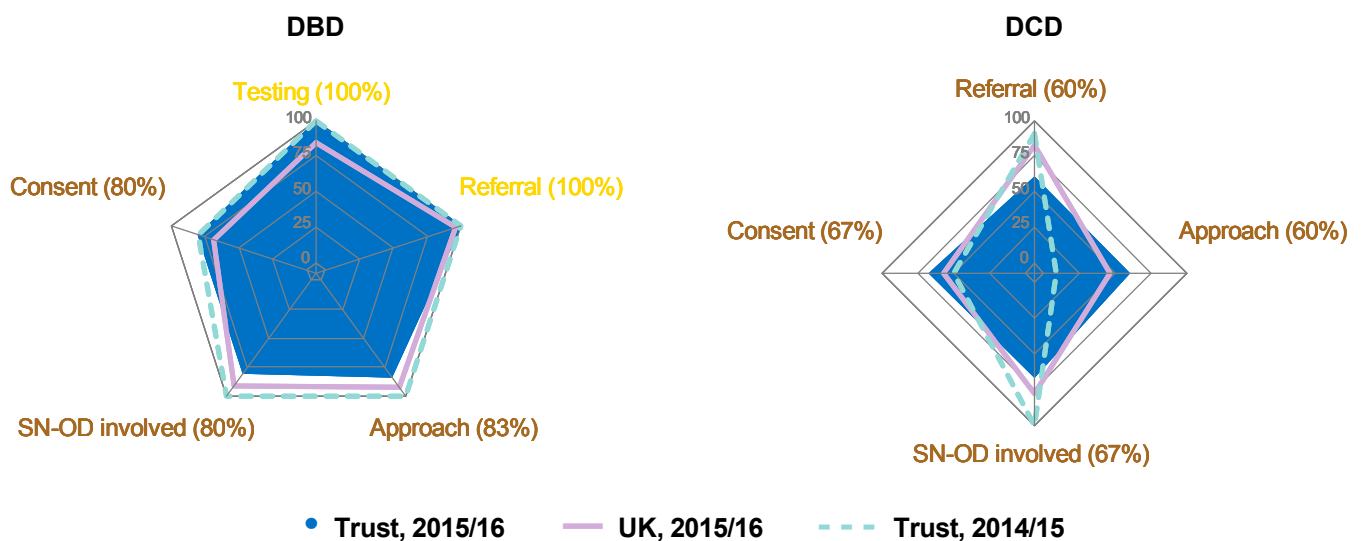 DBD
DCD
Testing (100%)
100
75
50
25
0
Consent (80%)
Referral (100%)
SN-OD involved (80%)
Approach (83%)
Referral (60%)
100
75
50
25
0
Consent (67%)
Approach (60%)
SN-OD involved (67%)
Trust, 2015/16
UK, 2015/16
Trust, 2014/15